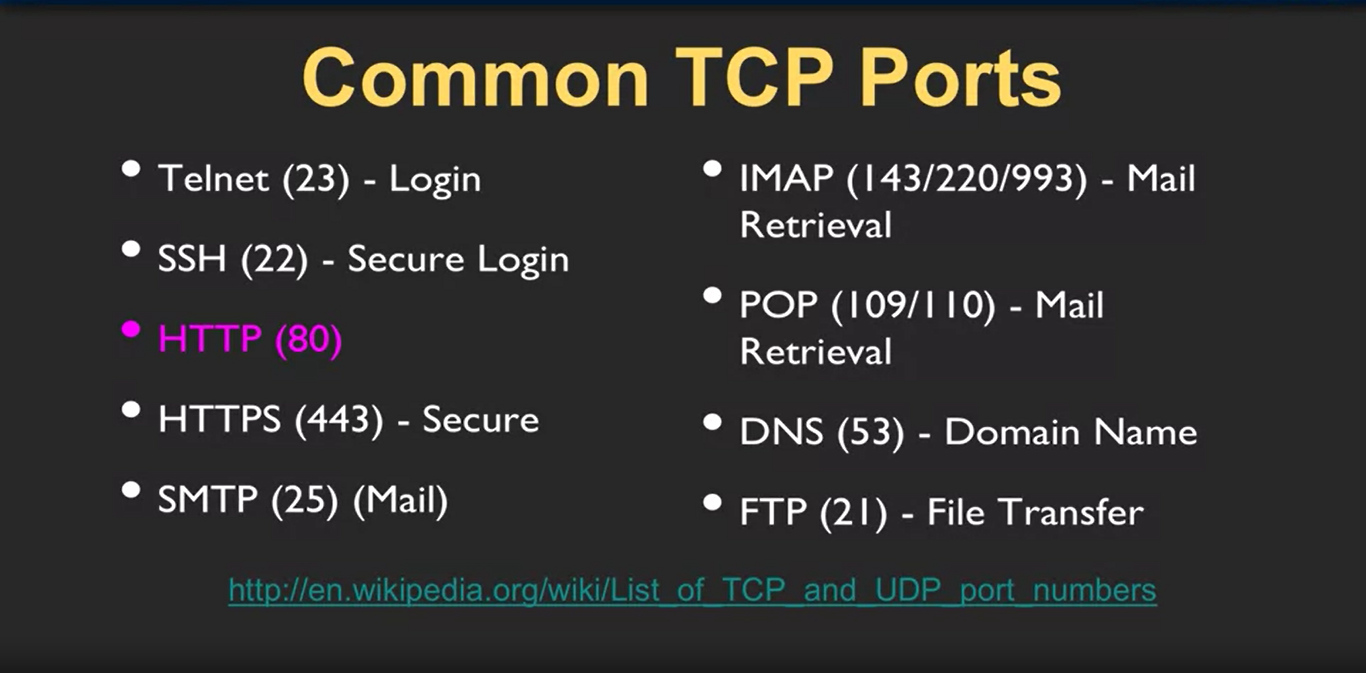 Common TCP Ports
• Telnet (23) - Login
• SSH (22) - Secure Login
• HTTP (80)
• HTTPS (443) - Secure
• SMTP (25) (Mail)
• IMAP (143/220/993) - Mail
Retrieval
• POP (109/110) - Mail
Retrieval
• DNS (53) - Domain Name
• FTP (21) - File Transfer
http://en.wikipedia.org/wiki/List_of_TCP_and_UDP_port_numbers